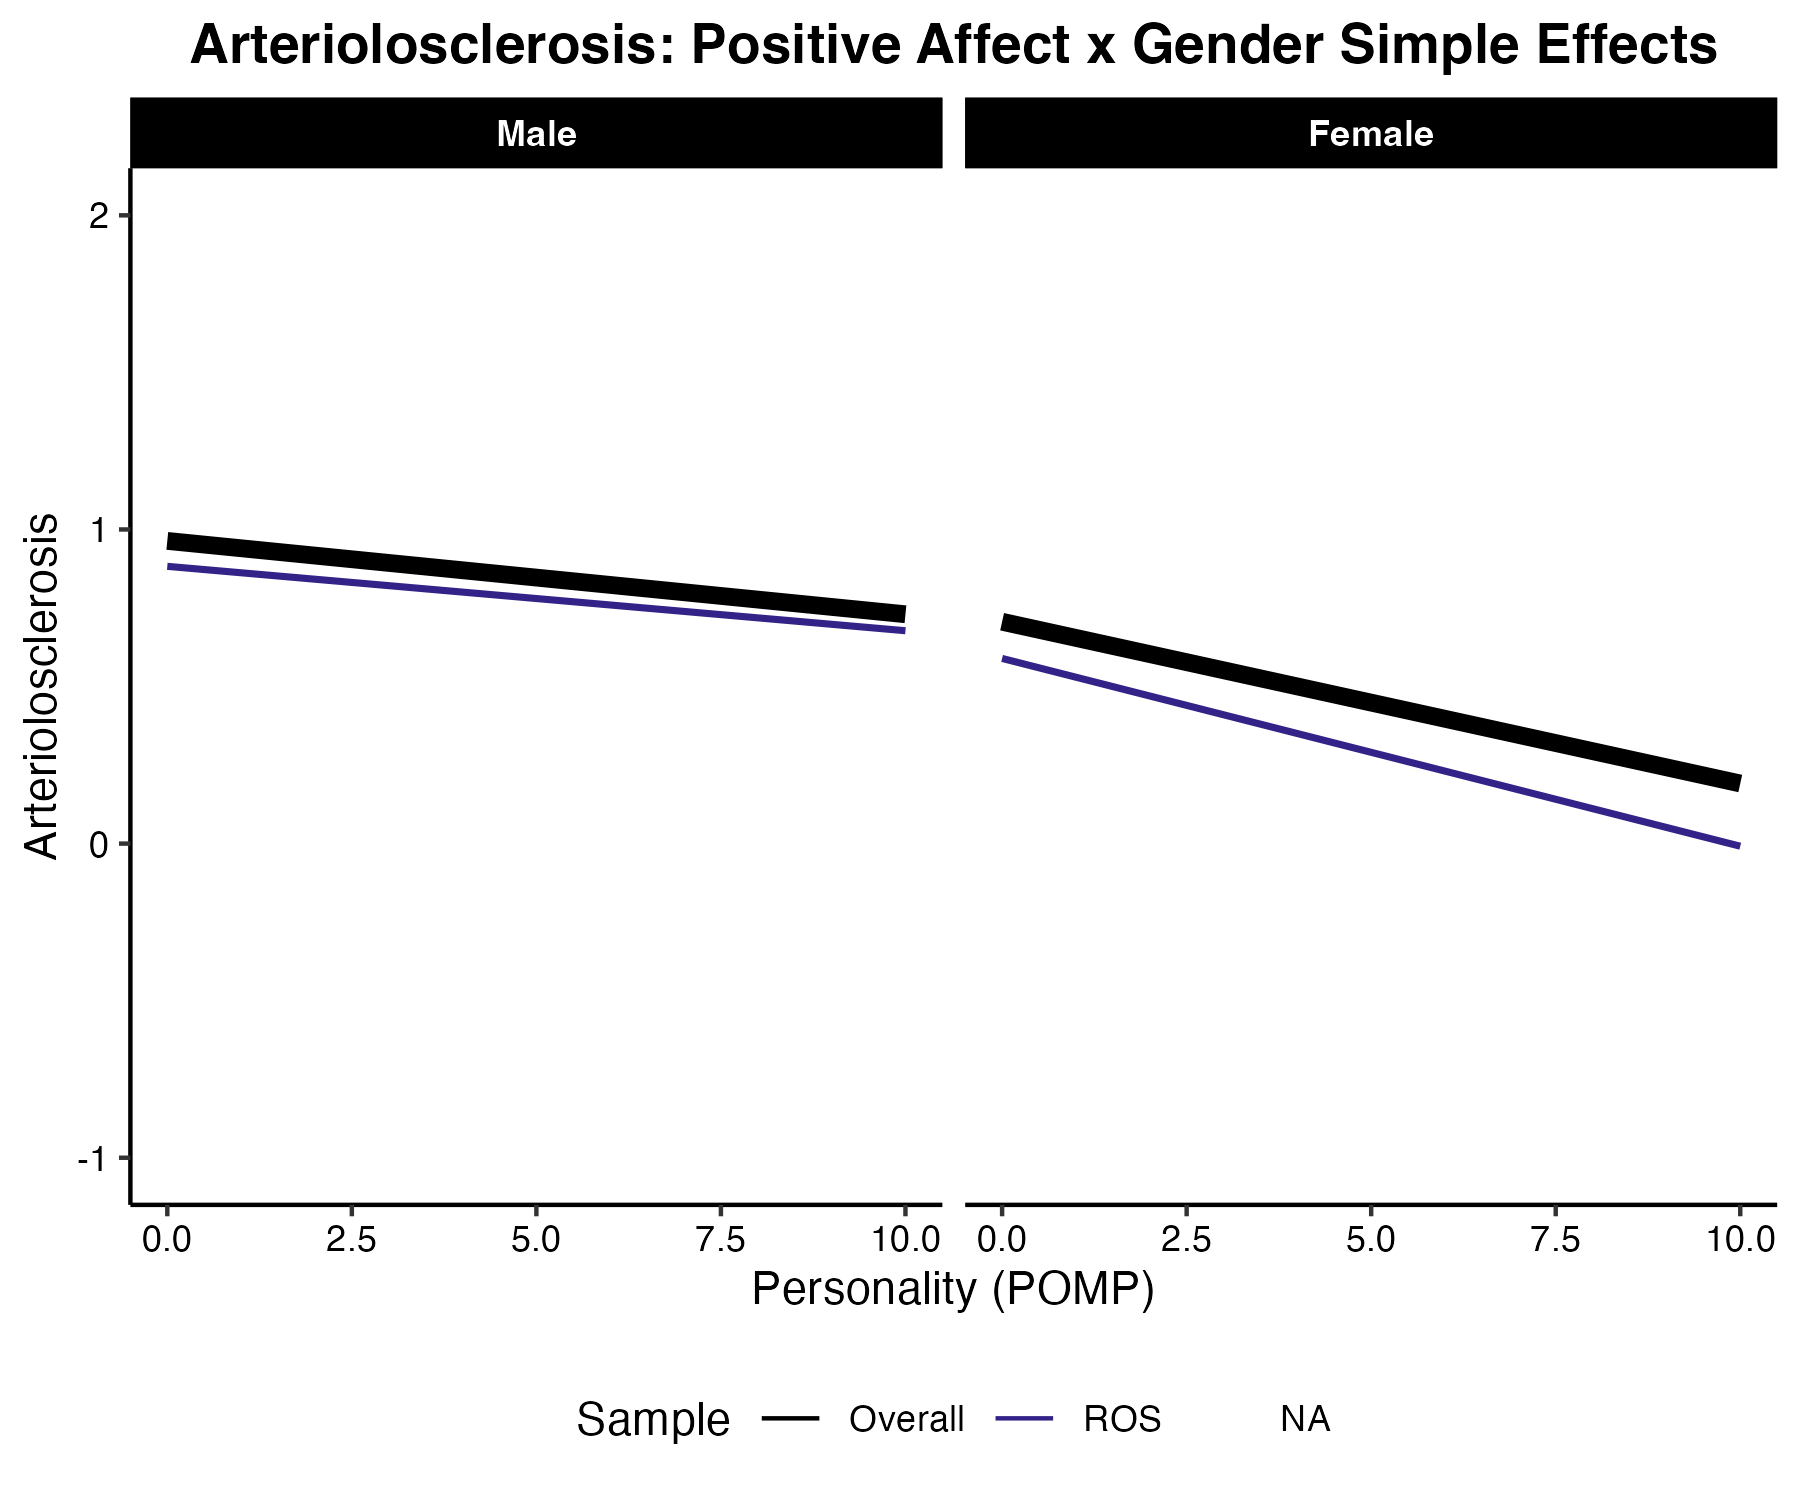 Arteriolosclerosis: Positive Affect x Gender Simple Effects
Male
Female
Arteriolosclerosis
2
1
0
-1
0.0 2.5 5.0 7.5 10.0
0.0 2.5 5.0 7.5 10.0
Personality (POMP)
Sample Overall ROS NA